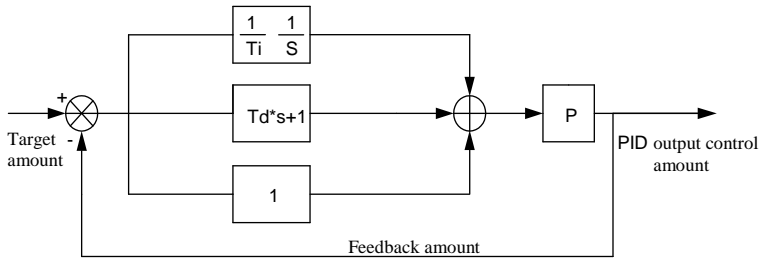 1 1
Ti S
+
Target
amount
-
Td*s+1
P
PID output control
amount
1
Feedback amount